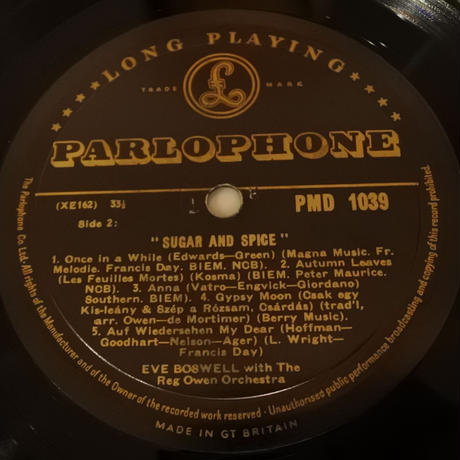 ★★★★★LONG PLAYING★★★★★
TRADE £ MARK
PARLOPHONE
(XE162) 33⅓
PMD 1039
Side 2:
"SUGAR AND SPICE"
1. Once in a While (Edwards—Green) (Magna Music. Fr.
Melodie. Francis Day. BIEM. NCB). 2. Autumn Leaves
(Les Feuilles Mortes) (Kosma) (BIEM. Peter Maurice.
NCB). 3. Anna (Vatro—Engvick—Giordano)
Southern. BIEM). 4. Gypsy Moon (Csak egy
Kis-leány & Szép a Rózsam, Csárdás) (trad'l,
arr. Owen—de Mortimer) (Berry Music).
5. Auf Wiedersehen My Dear (Hoffman—
Goodhart—Nelson—Ager) (L. Wright—
Francis Day)
EVE BOSWELL with The
Reg Owen Orchestra
The Parlophone Co. Ltd. All rights of the Manufacturer and of the Owner of the recorded work reserved · Unauthorised public performance broadcasting and copying of this record prohibited.
MADE IN GT BRITAIN